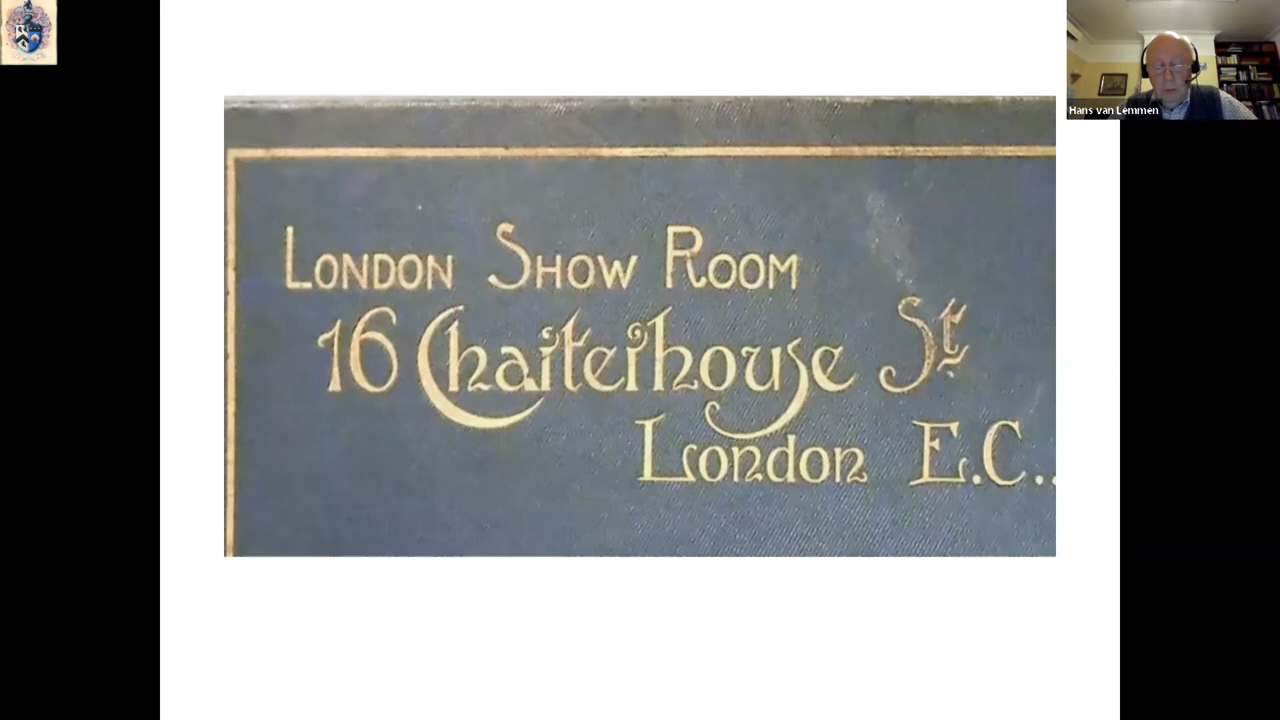 Hans van Lemmen
LONDON SHOW ROOM
16 Charterhouse St
London E.C..